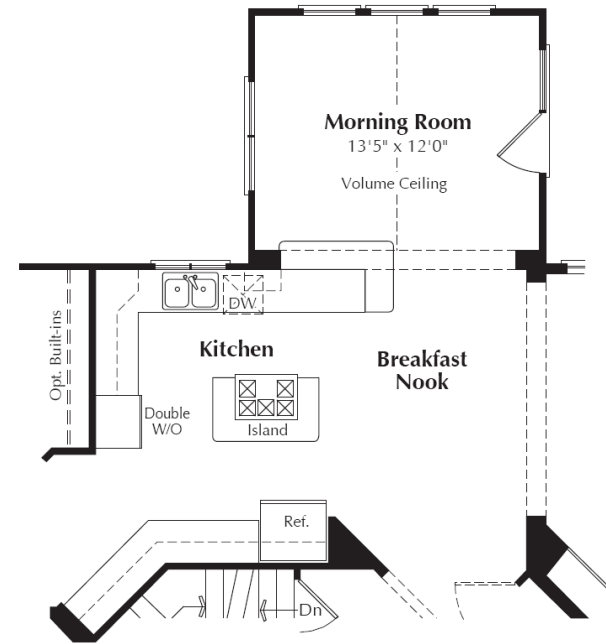 Morning Room
13'5" x 12'0"
Volume Ceiling
DW
Opt. Built-ins
Kitchen
Breakfast
Nook
Double
W/O
Island
Ref.
Dn